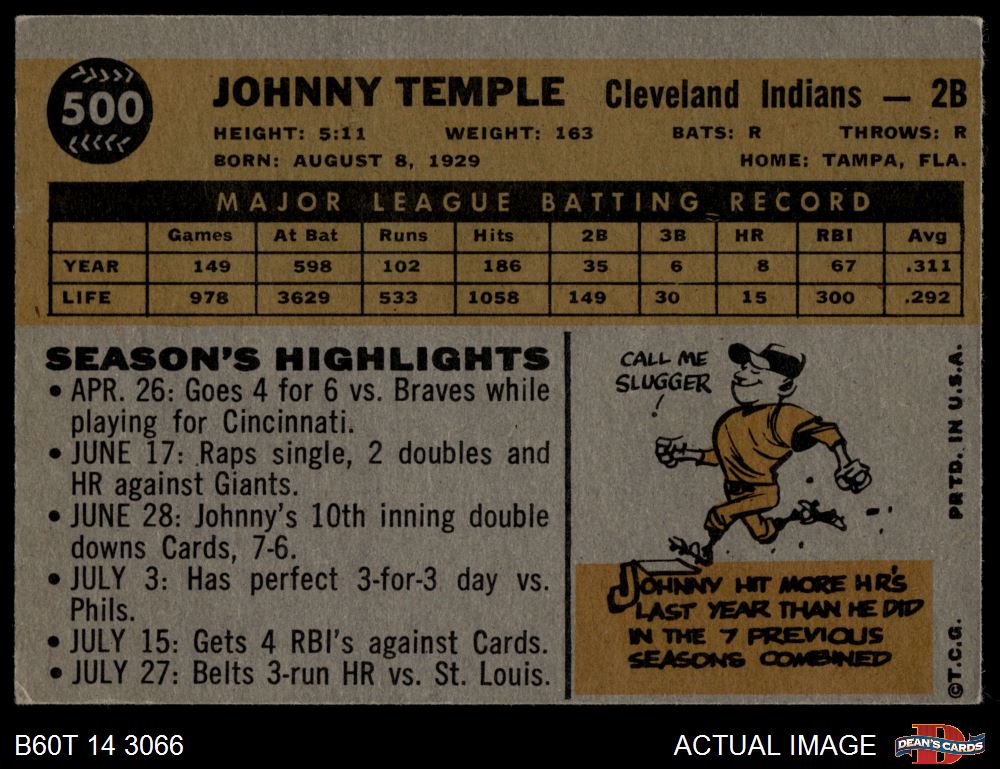 500
JOHNNY TEMPLE Cleveland Indians — 2B
HEIGHT: 5:11 WEIGHT: 163 BATS: R THROWS: R
BORN: AUGUST 8, 1929 HOME: TAMPA, FLA.
MAJOR LEAGUE BATTING RECORD
Games At Bat Runs Hits 2B 3B HR RBI Avg
YEAR 149 598 102 186 35 6 8 67 .311
LIFE 978 3629 533 1058 149 30 15 300 .292
SEASON'S HIGHLIGHTS
• APR. 26: Goes 4 for 6 vs. Braves while
playing for Cincinnati.
• JUNE 17: Raps single, 2 doubles and
HR against Giants.
• JUNE 28: Johnny's 10th inning double
downs Cards, 7-6.
• JULY 3: Has perfect 3-for-3 day vs.
Phils.
• JULY 15: Gets 4 RBI's against Cards.
• JULY 27: Belts 3-run HR vs. St. Louis.
CALL ME
SLUGGER
!
JOHNNY HIT MORE HR'S
LAST YEAR THAN HE DID
IN THE 7 PREVIOUS
SEASONS COMBINED
PRTD. IN U.S.A.
©T.C.G.
B60T 14 3066
ACTUAL IMAGE
D
DEAN'S CARDS